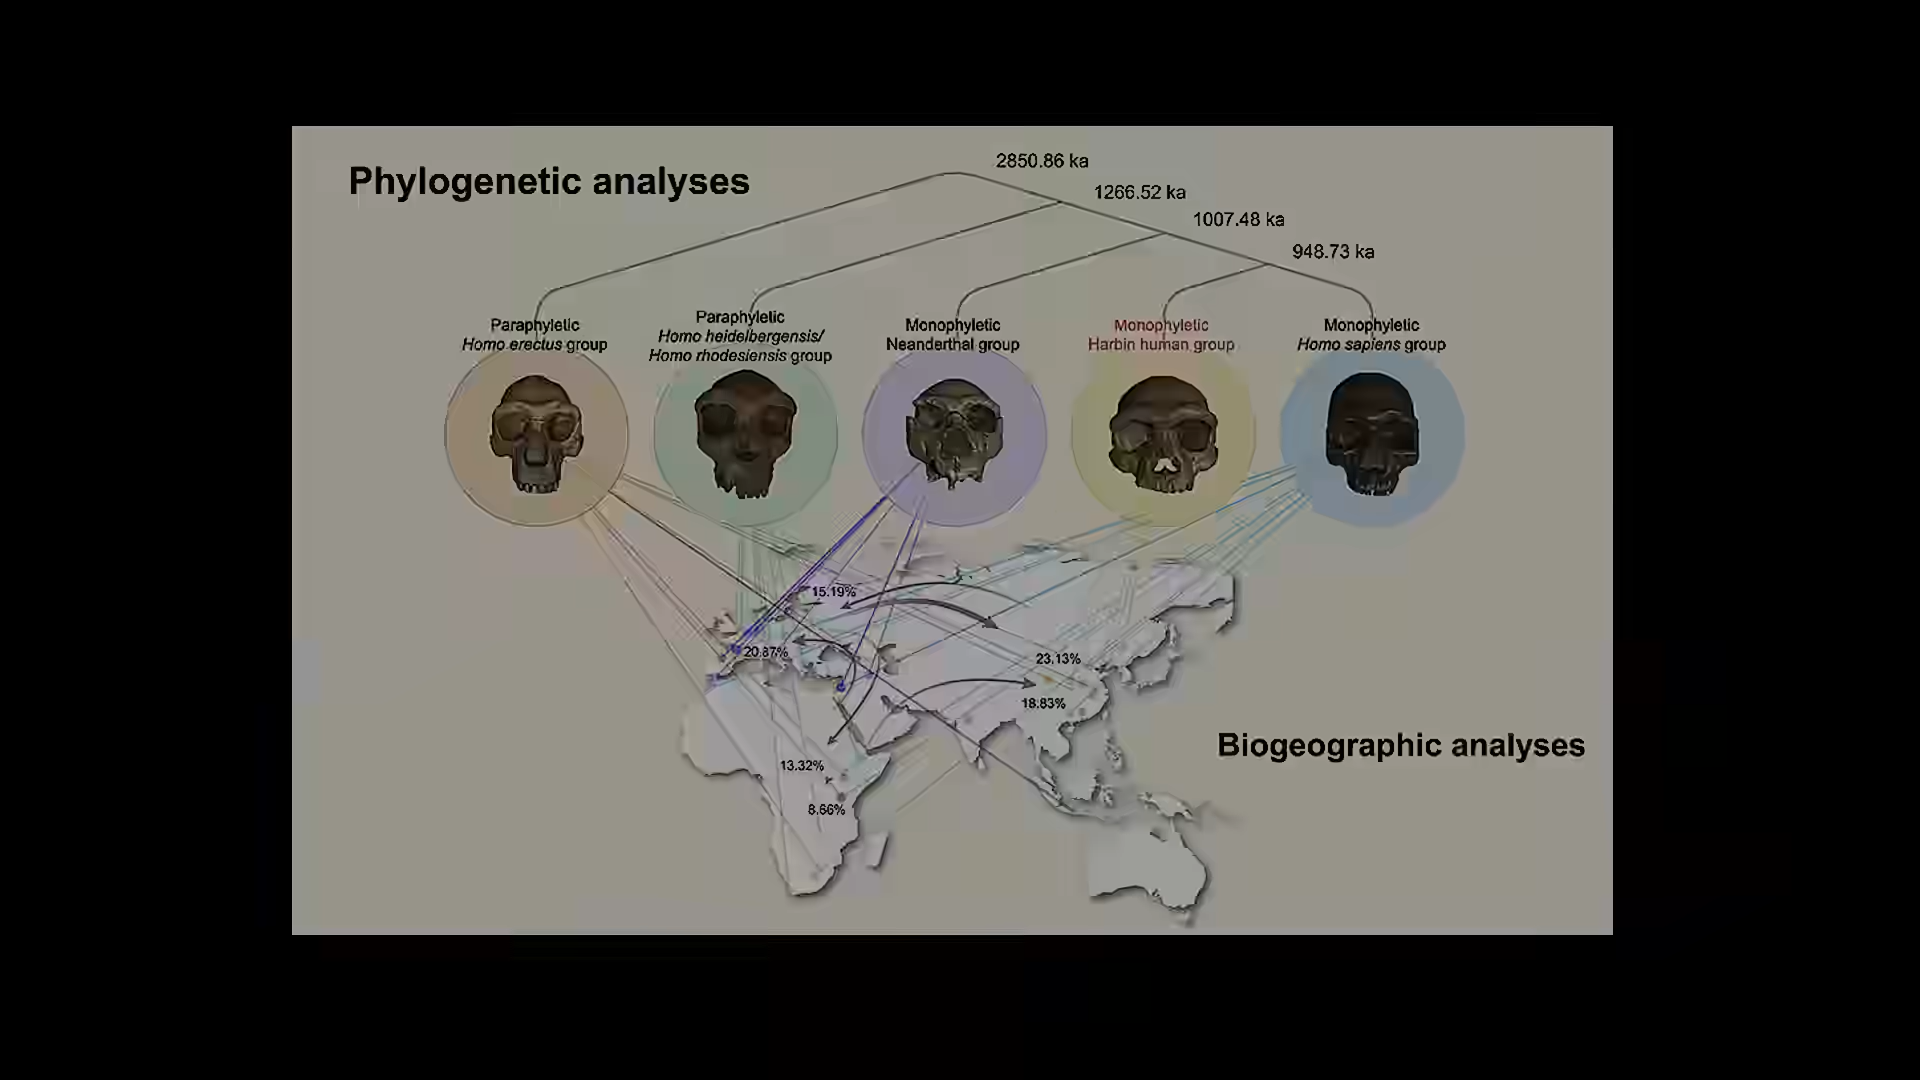 Phylogenetic analyses
2850.86 ka
1266.52 ka
1007.48 ka
948.73 ka
Paraphyletic
Homo erectus group
Paraphyletic
Homo heidelbergensis/
Homo rhodesiensis group
Monophyletic
Neanderthal group
Monophyletic
Harbin human group
Monophyletic
Homo sapiens group
15.19%
20.87%
23.13%
18.83%
13.32%
8.66%
Biogeographic analyses